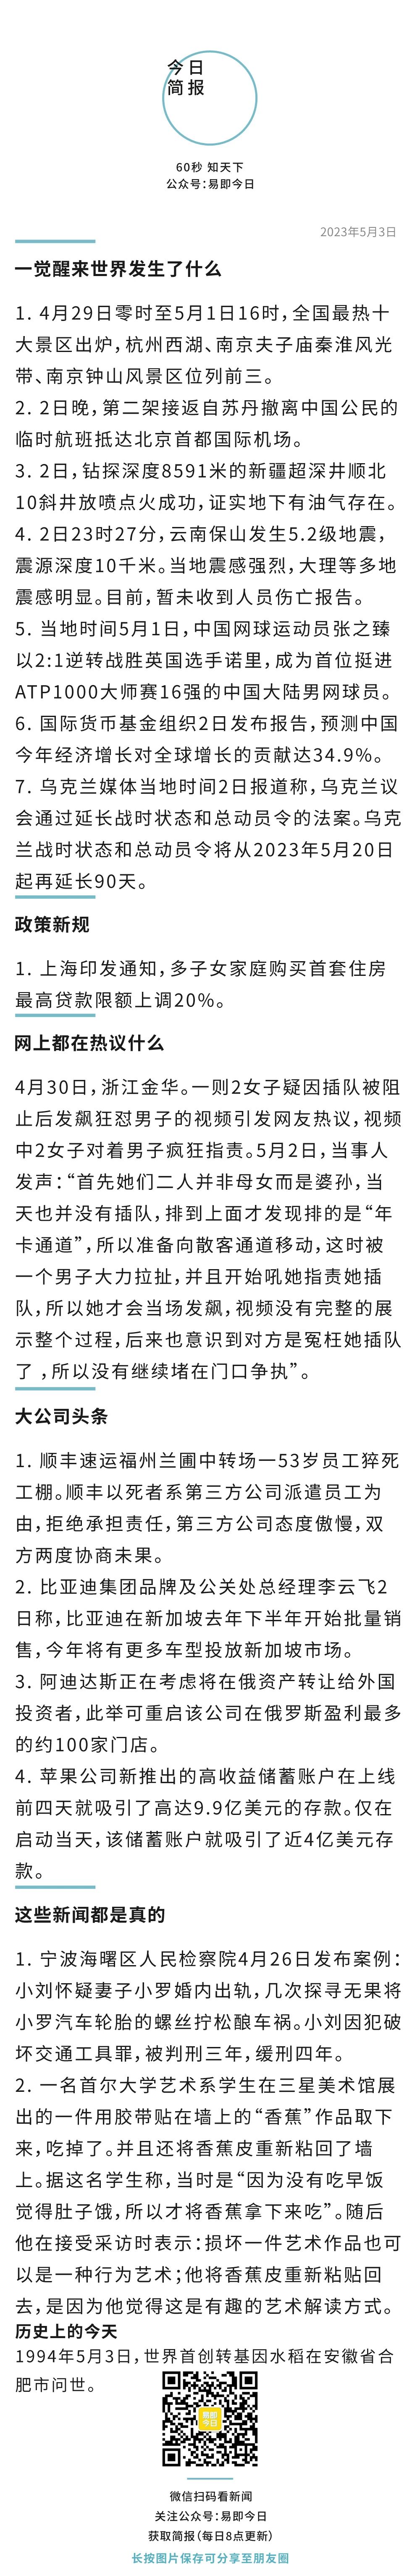 今日
简报
60秒 知天下
公众号：易即今日
2023年5月3日
一觉醒来世界发生了什么
1. 4月29日零时至5月1日16时，全国最热十
大景区出炉，杭州西湖、南京夫子庙秦淮风光
带、南京钟山风景区位列前三。
2. 2日晚，第二架接返自苏丹撤离中国公民的
临时航班抵达北京首都国际机场。
3. 2日，钻探深度8591米的新疆超深井顺北
10斜井放喷点火成功，证实地下有油气存在。
4. 2日23时27分，云南保山发生5.2级地震，
震源深度10千米。当地震感强烈，大理等多地
震感明显。目前，暂未收到人员伤亡报告。
5. 当地时间5月1日，中国网球运动员张之臻
以2:1逆转战胜英国选手诺里，成为首位挺进
ATP1000大师赛16强的中国大陆男网球员。
6. 国际货币基金组织2日发布报告，预测中国
今年经济增长对全球增长的贡献达34.9%。
7. 乌克兰媒体当地时间2日报道称，乌克兰议
会通过延长战时状态和总动员令的法案。乌克
兰战时状态和总动员令将从2023年5月20日
起再延长90天。
政策新规
1. 上海印发通知，多子女家庭购买首套住房
最高贷款限额上调20%。
网上都在热议什么
4月30日，浙江金华。一则2女子疑因插队被阻
止后发飙狂怼男子的视频引发网友热议，视频
中2女子对着男子疯狂指责。5月2日，当事人
发声：“首先她们二人并非母女而是婆孙，当
天也并没有插队，排到上面才发现排的是“年
卡通道”，所以准备向散客通道移动，这时被
一个男子大力拉扯，并且开始吼她指责她插
队，所以她才会当场发飙，视频没有完整的展
示整个过程，后来也意识到对方是冤枉她插队
了 ，所以没有继续堵在门口争执”。
大公司头条
1. 顺丰速运福州兰圃中转场一53岁员工猝死
工棚。顺丰以死者系第三方公司派遣员工为
由，拒绝承担责任，第三方公司态度傲慢，双
方两度协商未果。
2. 比亚迪集团品牌及公关处总经理李云飞2
日称，比亚迪在新加坡去年下半年开始批量销
售，今年将有更多车型投放新加坡市场。
3. 阿迪达斯正在考虑将在俄资产转让给外国
投资者，此举可重启该公司在俄罗斯盈利最多
的约100家门店。
4. 苹果公司新推出的高收益储蓄账户在上线
前四天就吸引了高达9.9亿美元的存款。仅在
启动当天，该储蓄账户就吸引了近4亿美元存
款。
这些新闻都是真的
1. 宁波海曙区人民检察院4月26日发布案例：
小刘怀疑妻子小罗婚内出轨，几次探寻无果将
小罗汽车轮胎的螺丝拧松酿车祸。小刘因犯破
坏交通工具罪，被判刑三年，缓刑四年。
2. 一名首尔大学艺术系学生在三星美术馆展
出的一件用胶带贴在墙上的“香蕉”作品取下
来，吃掉了。并且还将香蕉皮重新粘回了墙
上。据这名学生称，当时是“因为没有吃早饭
觉得肚子饿，所以才将香蕉拿下来吃”。随后
他在接受采访时表示：损坏一件艺术作品也可
以是一种行为艺术；他将香蕉皮重新粘贴回
去，是因为他觉得这是有趣的艺术解读方式。
历史上的今天
1994年5月3日，世界首创转基因水稻在安徽省合
肥市问世。
易即
今日
微信扫码看新闻
关注公众号：易即今日
获取简报（每日8点更新）
长按图片保存可分享至朋友圈